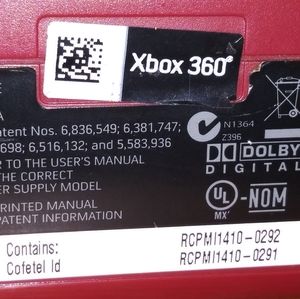 Xbox 360
A
atent Nos. 6,836,549; 6,381,747;
698; 6,516,132; and 5,583,936
R TO THE USER'S MANUAL
THE CORRECT
ER SUPPLY MODEL
PRINTED MANUAL
PATENT INFORMATION
N1364
Z396
DOLBY
DIGITAL
UL
MX
-NOM
Contains: RCPMI1410-0292
Cofetel Id RCPMI1410-0291